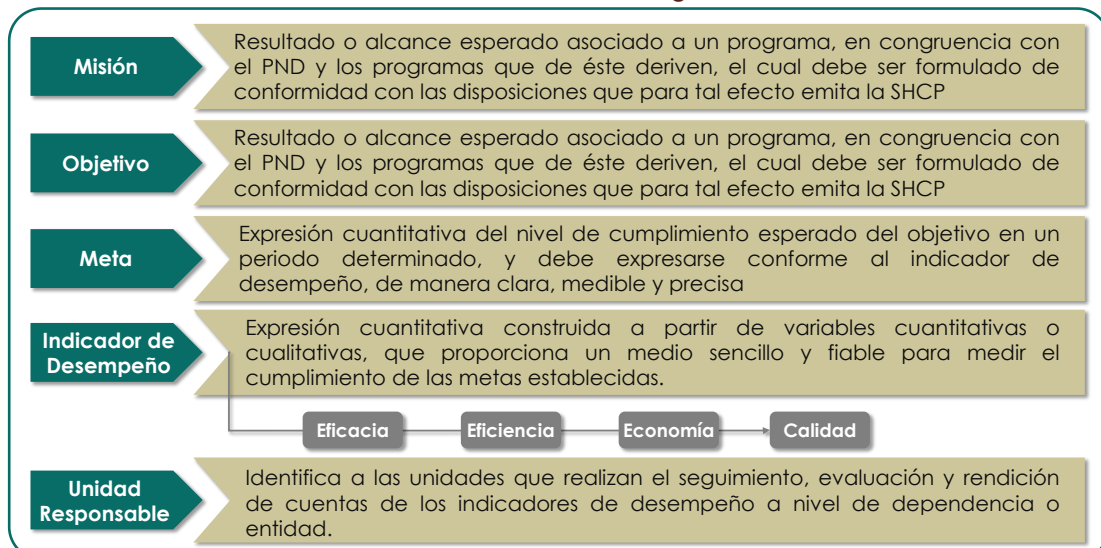 Misión
Resultado o alcance esperado asociado a un programa, en congruencia con
el PND y los programas que de éste deriven, el cual debe ser formulado de
conformidad con las disposiciones que para tal efecto emita la SHCP
Objetivo
Resultado o alcance esperado asociado a un programa, en congruencia con
el PND y los programas que de éste deriven, el cual debe ser formulado de
conformidad con las disposiciones que para tal efecto emita la SHCP
Meta
Expresión cuantitativa del nivel de cumplimiento esperado del objetivo en un
periodo determinado, y debe expresarse conforme al indicador de
desempeño, de manera clara, medible y precisa
Indicador de
Desempeño
Expresión cuantitativa construida a partir de variables cuantitativas o
cualitativas, que proporciona un medio sencillo y fiable para medir el
cumplimiento de las metas establecidas.
Eficacia
Eficiencia
Economía
Calidad
Unidad
Responsable
Identifica a las unidades que realizan el seguimiento, evaluación y rendición
de cuentas de los indicadores de desempeño a nivel de dependencia o
entidad.